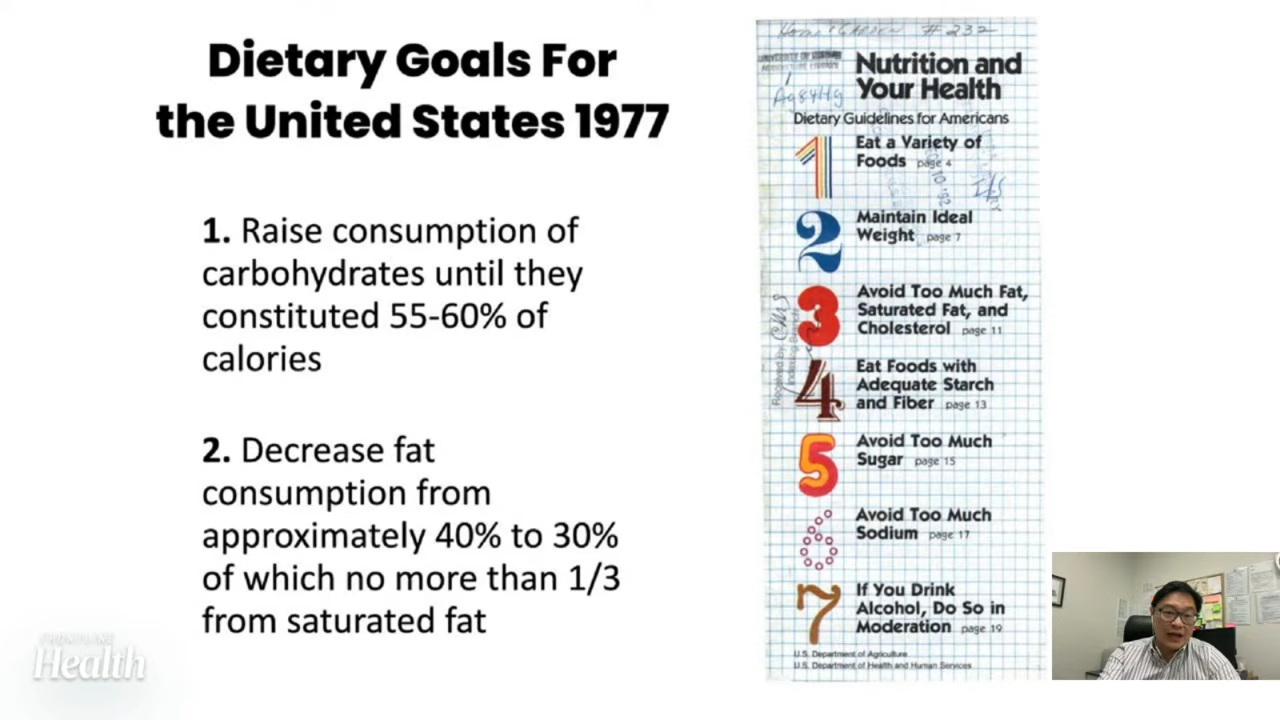 Dietary Goals For
the United States 1977
1. Raise consumption of
carbohydrates until they
constituted 55-60% of
calories
2. Decrease fat
consumption from
approximately 40% to 30%
of which no more than 1/3
from saturated fat
Health
# 232
Nutrition and
Your Health
Dietary Guidelines for Americans
1 Eat a Variety of
Foods page 4
2 Maintain Ideal
Weight page 7
3 Avoid Too Much Fat,
Saturated Fat, and
Cholesterol page 11
4 Eat Foods with
Adequate Starch
and Fiber page 13
5 Avoid Too Much
Sugar page 15
6 Avoid Too Much
Sodium page 17
7 If You Drink
Alcohol, Do So in
Moderation page 19
U.S. Department of Agriculture
U.S. Department of Health and Human Services